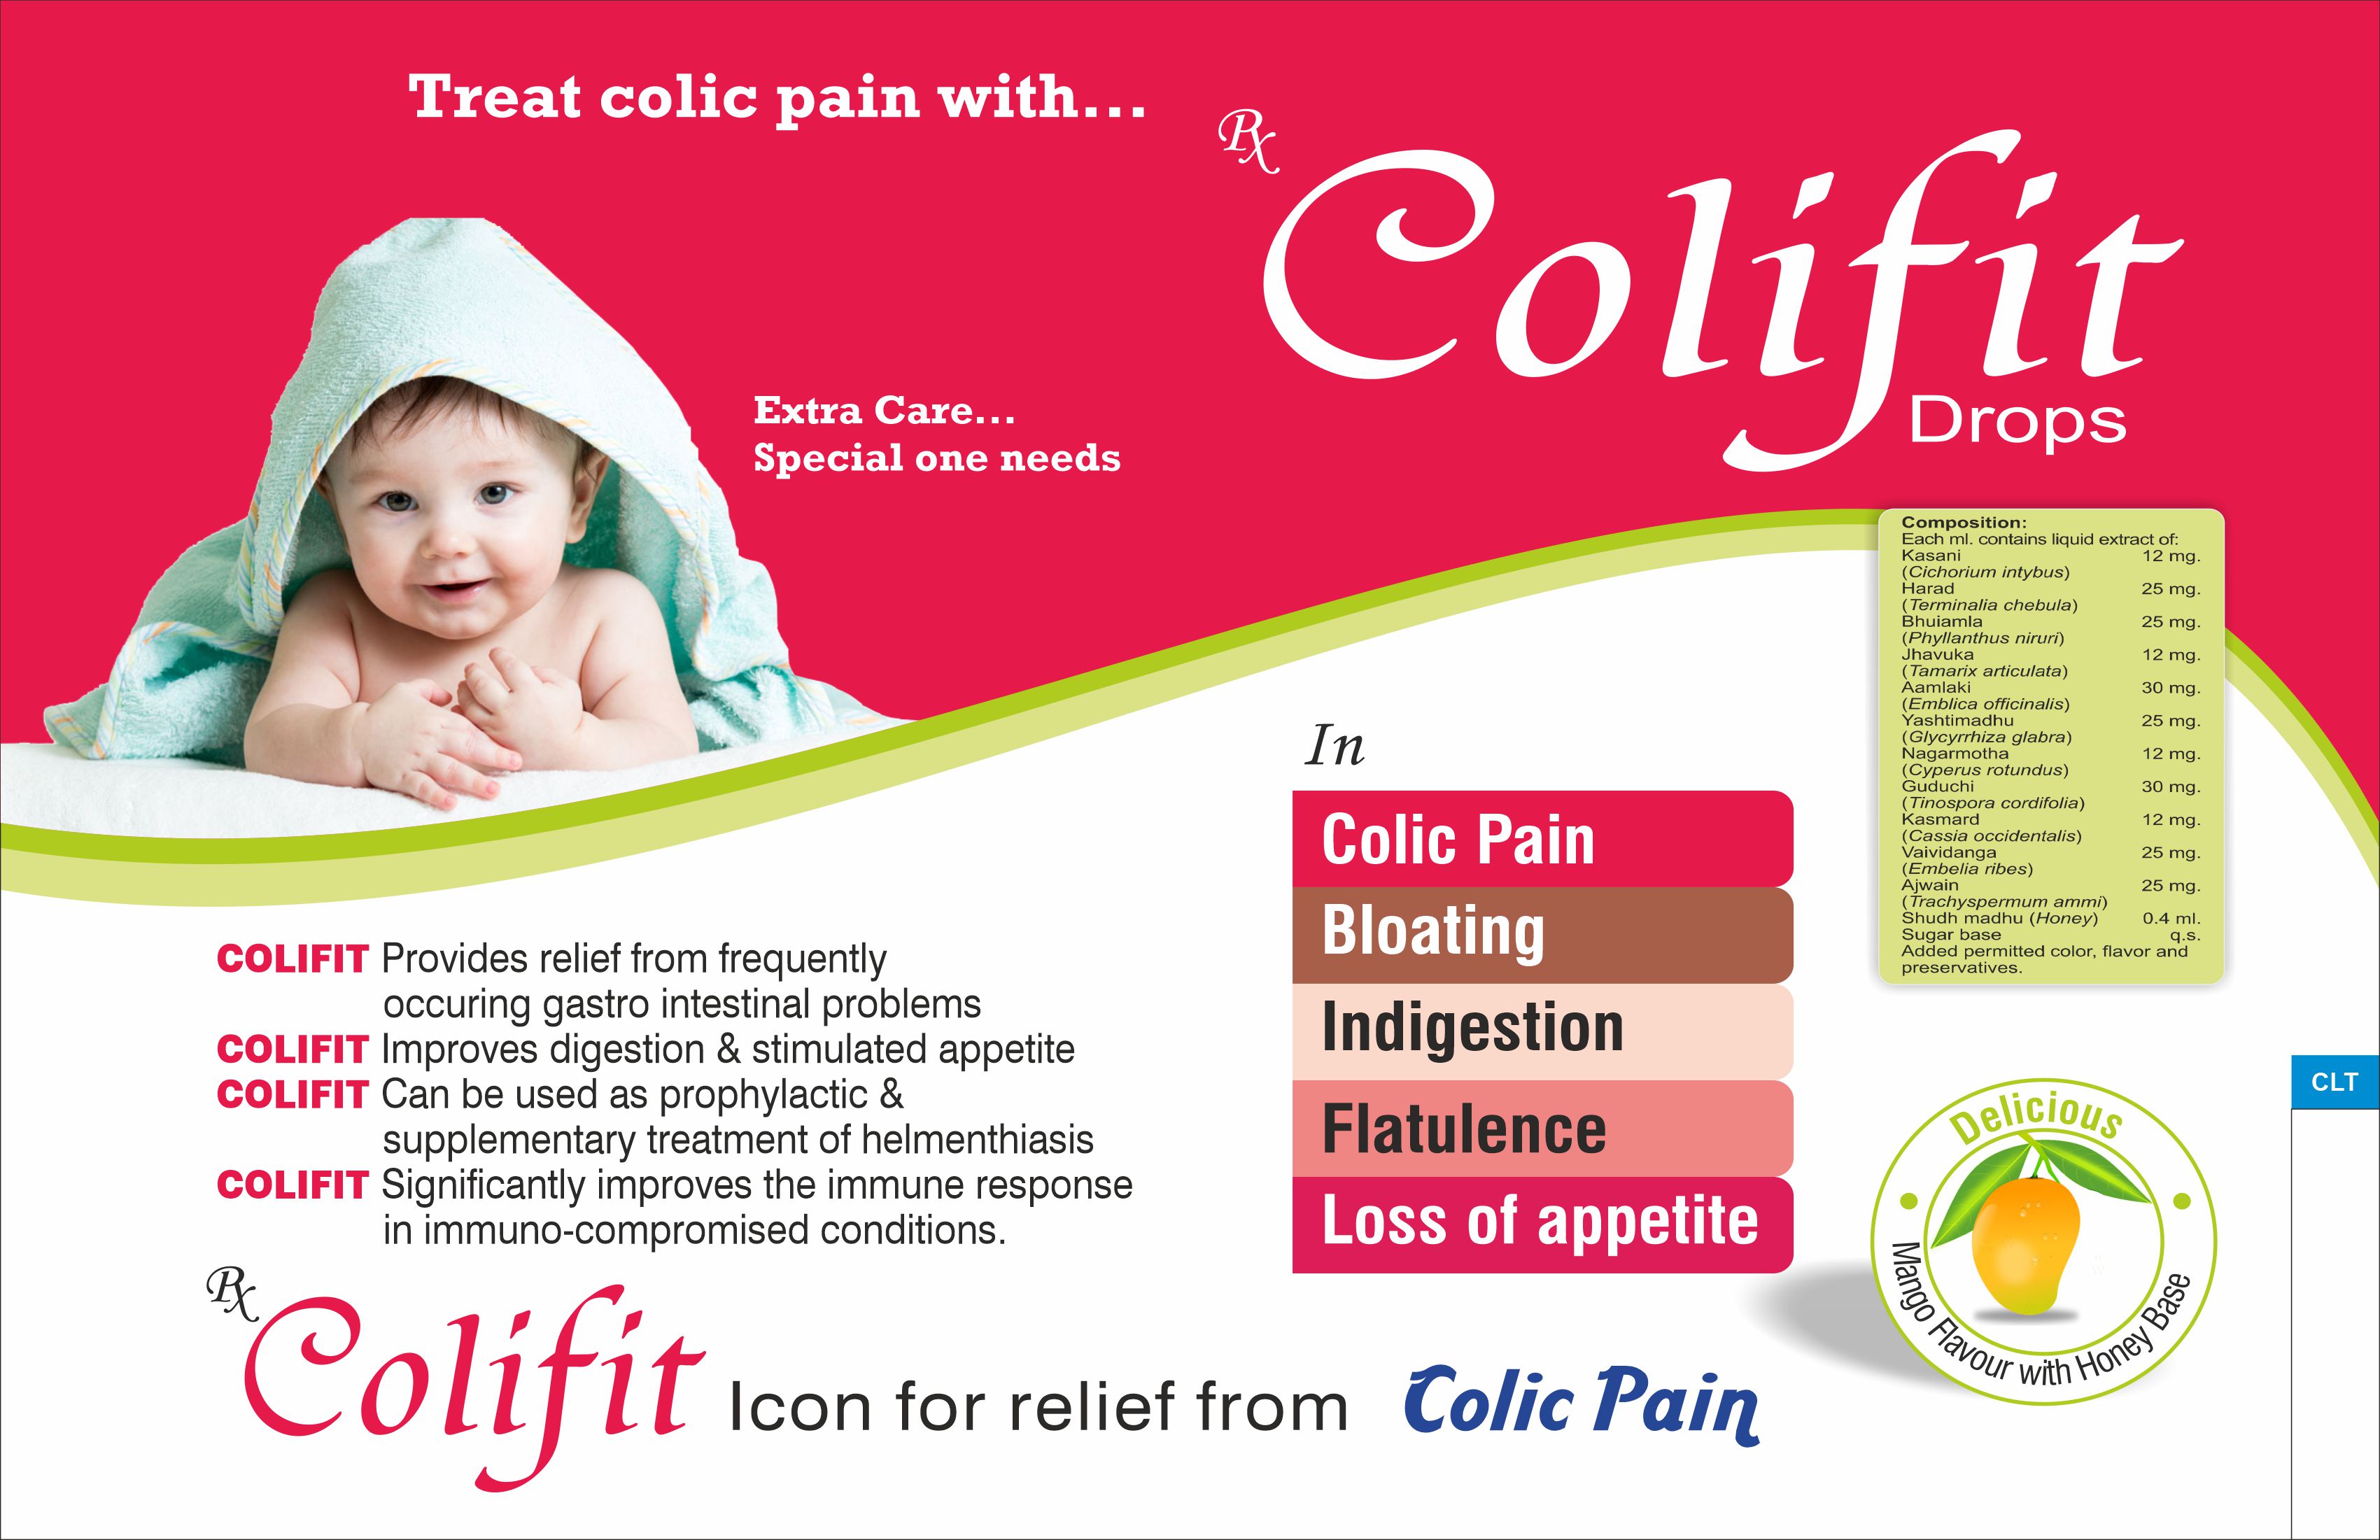 Treat colic pain with...
Rx
Colifit
Drops
Extra Care...
Special one needs
Composition:
Each ml. contains liquid extract of:
Kasani 12 mg.
(Cichorium intybus)
Harad 25 mg.
(Terminalia chebula)
Bhuiamla 25 mg.
(Phyllanthus niruri)
Jhavuka 12 mg.
(Tamarix articulata)
Aamlaki 30 mg.
(Emblica officinalis)
Yashtimadhu 25 mg.
(Glycyrrhiza glabra)
Nagarmotha 12 mg.
(Cyperus rotundus)
Guduchi 30 mg.
(Tinospora cordifolia)
Kasmard 12 mg.
(Cassia occidentalis)
Vaividanga 25 mg.
(Embelia ribes)
Ajwain 25 mg.
(Trachyspermum ammi)
Shudh madhu (Honey) 0.4 ml.
Sugar base q.s.
Added permitted color, flavor and
preservatives.
In
Colic Pain
Bloating
Indigestion
Flatulence
Loss of appetite
COLIFIT Provides relief from frequently
occuring gastro intestinal problems
COLIFIT Improves digestion & stimulated appetite
COLIFIT Can be used as prophylactic &
supplementary treatment of helmenthiasis
COLIFIT Significantly improves the immune response
in immuno-compromised conditions.
CLT
Delicious
Mango Flavour with Honey Base
Rx
Colifit Icon for relief from Colic Pain